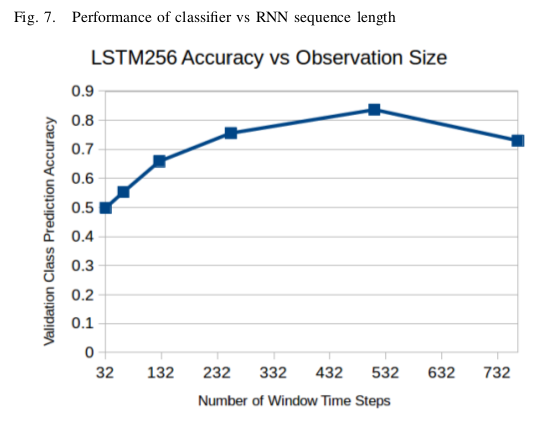 Fig. 7. Performance of classifier vs RNN sequence length
LSTM256 Accuracy vs Observation Size
Validation Class Prediction Accuracy
0.9
0.8
0.7
0.6
0.5
0.4
0.3
0.2
0.1
0
32 132 232 332 432 532 632 732
Number of Window Time Steps